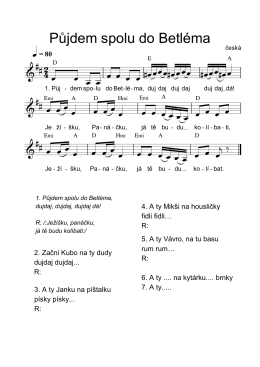 Půjdem spolu do Betléma
česká
= 80
D E A
1. Půj - dem spo-lu do Bet-lé-ma, duj daj duj daj duj daj dá!
Emi A D Hmi Emi A D
Je ží-šku, Pa-ná-čku, já tě bu-du... ko-lí-ba-ti,
Emi A D Hmi Emi A D
Je - ží - šku, Pa - ná - čku, já tě bu - du... ko - lí - bat.
1. Půjdem spolu do Betléma,
dujdaj, dujdaj, dujdaj dá!
R: /:Ježíšku, panáčku,
já tě budu kolíbati:/
2. Začni Kubo na ty dudy
dujdaj dujdaj...
R:
3. A ty Janku na píšťalku
písky písky...
R:
4. A ty Mikši na housličky
fidli fidli…
R:
5. A ty Vávro, na tu basu
rum rum…
R:
6. A ty .... na kytárku.... brnky
7. A ty.....